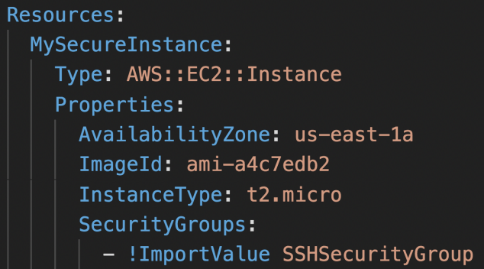 Resources:
  MySecureInstance:
    Type: AWS::EC2::Instance
    Properties:
      AvailabilityZone: us-east-1a
      ImageId: ami-a4c7edb2
      InstanceType: t2.micro
      SecurityGroups:
        - !ImportValue SSHSecurityGroup